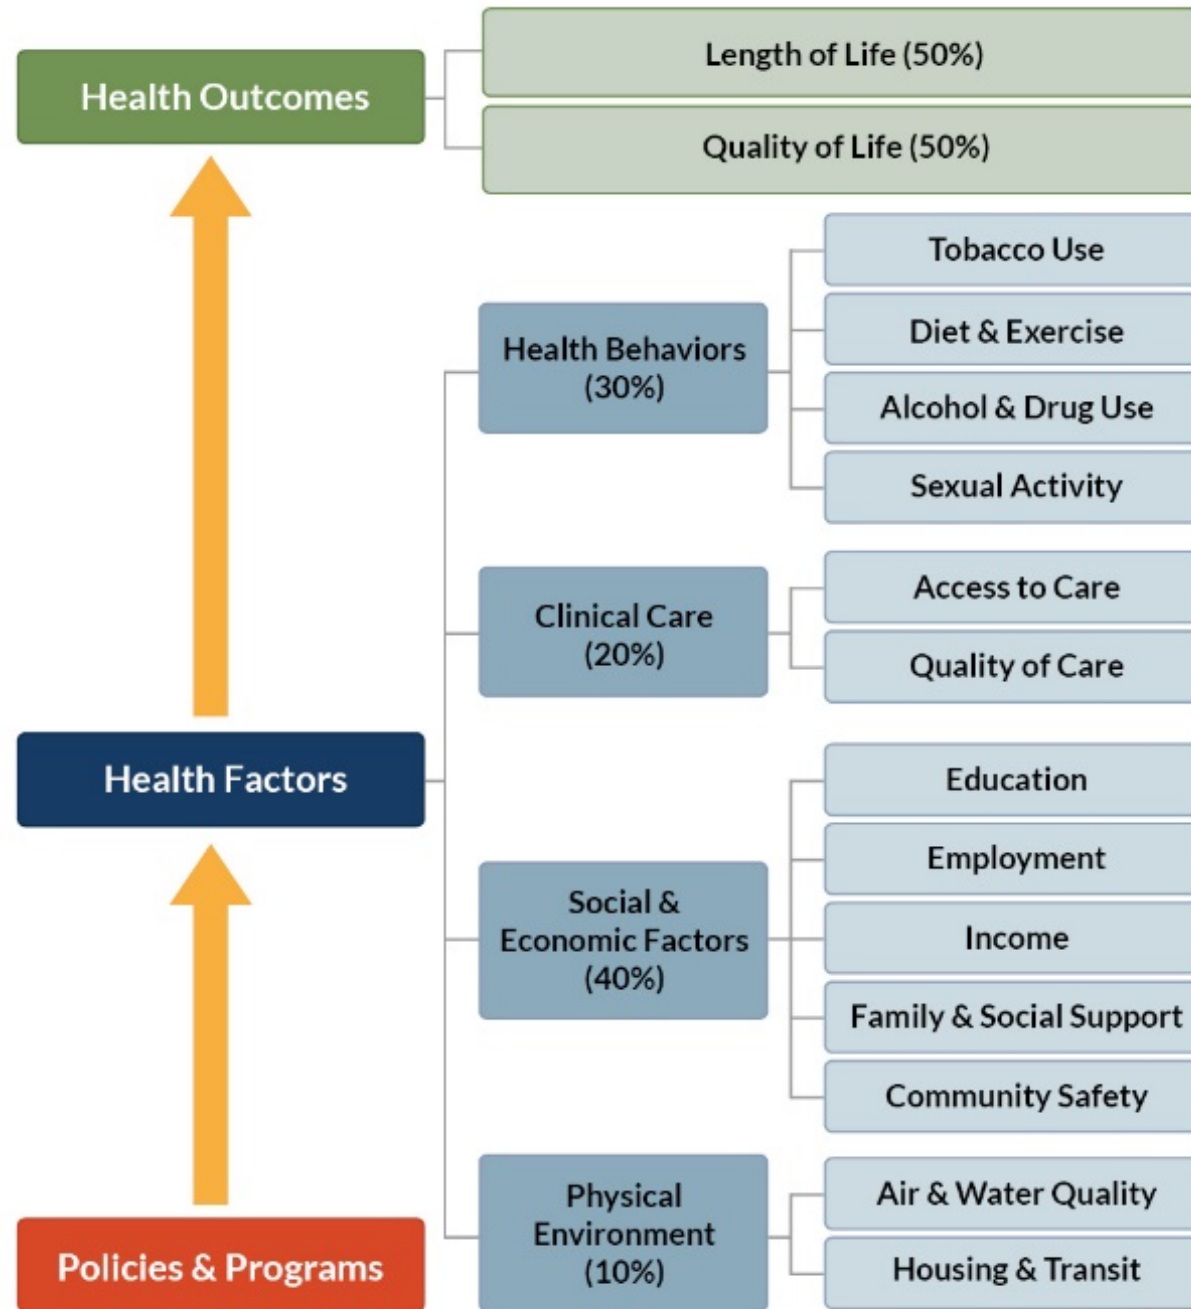 Health Outcomes
Length of Life (50%)
Quality of Life (50%)
Health Factors
Health Behaviors
(30%)
Tobacco Use
Diet & Exercise
Alcohol & Drug Use
Sexual Activity
Clinical Care
(20%)
Access to Care
Quality of Care
Social &
Economic Factors
(40%)
Education
Employment
Income
Family & Social Support
Community Safety
Physical
Environment
(10%)
Air & Water Quality
Housing & Transit
Policies & Programs